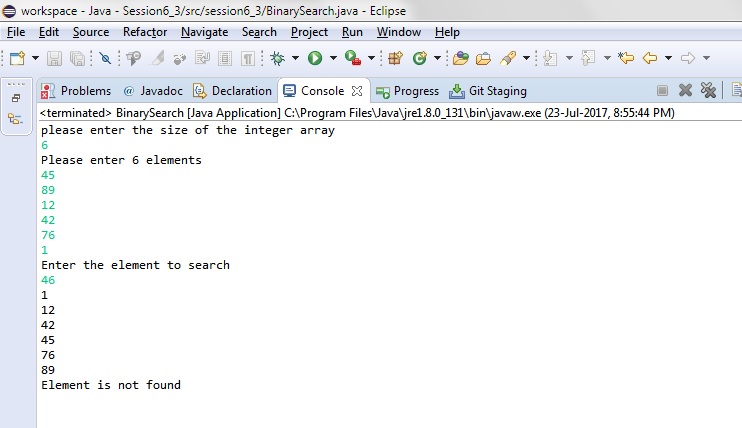 workspace - Java - Session6_3/src/session6_3/BinarySearch.java - Eclipse
File Edit Source Refactor Navigate Search Project Run Window Help
Problems @ Javadoc Declaration Console Progress Git Staging
<terminated> BinarySearch [Java Application] C:\Program Files\Java\jre1.8.0_131\bin\javaw.exe (23-Jul-2017, 8:55:44 PM)
please enter the size of the integer array
6
Please enter 6 elements
45
89
12
42
76
1
Enter the element to search
46
1
12
42
45
76
89
Element is not found